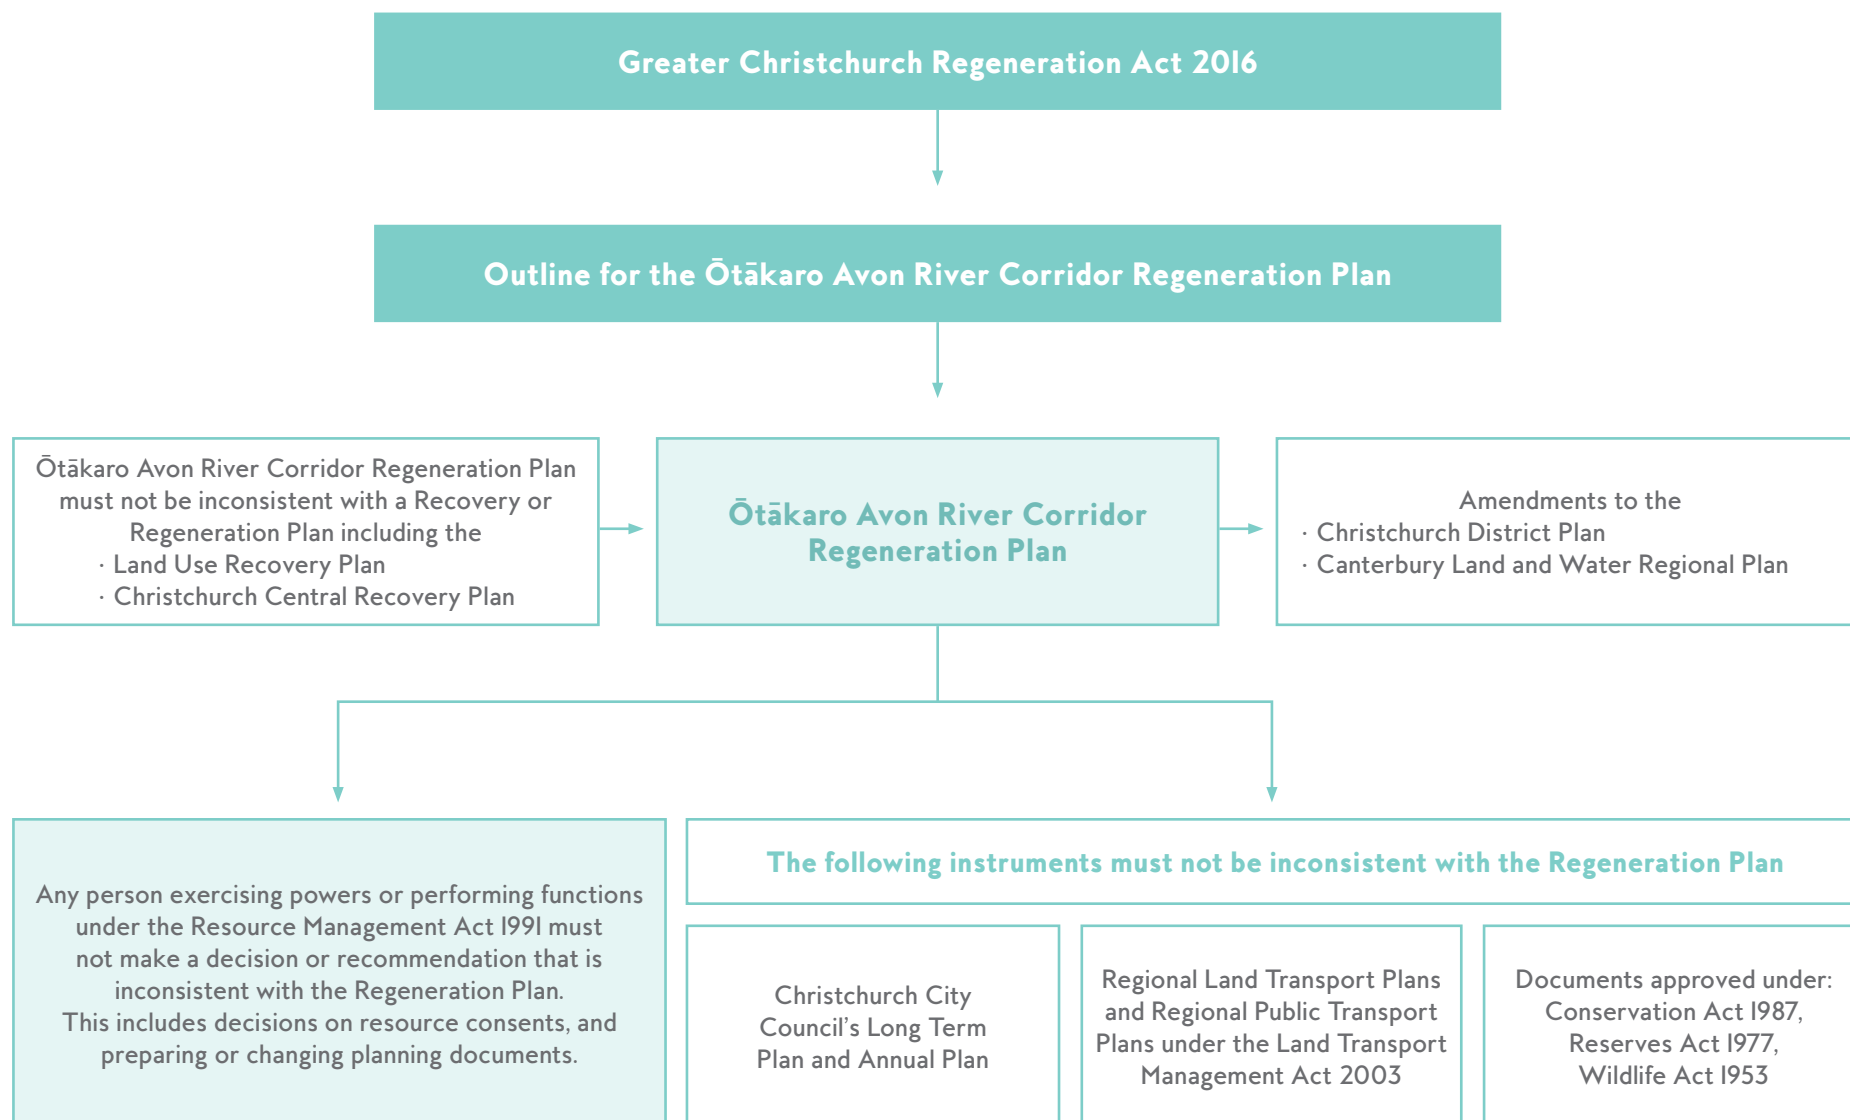 Greater Christchurch Regeneration Act 2016
Outline for the Ōtākaro Avon River Corridor Regeneration Plan
Ōtākaro Avon River Corridor Regeneration Plan
must not be inconsistent with a Recovery or
Regeneration Plan including the
· Land Use Recovery Plan
· Christchurch Central Recovery Plan
Ōtākaro Avon River Corridor
Regeneration Plan
Amendments to the
· Christchurch District Plan
· Canterbury Land and Water Regional Plan
Any person exercising powers or performing functions
under the Resource Management Act 1991 must
not make a decision or recommendation that is
inconsistent with the Regeneration Plan.
This includes decisions on resource consents, and
preparing or changing planning documents.
The following instruments must not be inconsistent with the Regeneration Plan
Christchurch City
Council's Long Term
Plan and Annual Plan
Regional Land Transport Plans
and Regional Public Transport
Plans under the Land Transport
Management Act 2003
Documents approved under:
Conservation Act 1987,
Reserves Act 1977,
Wildlife Act 1953